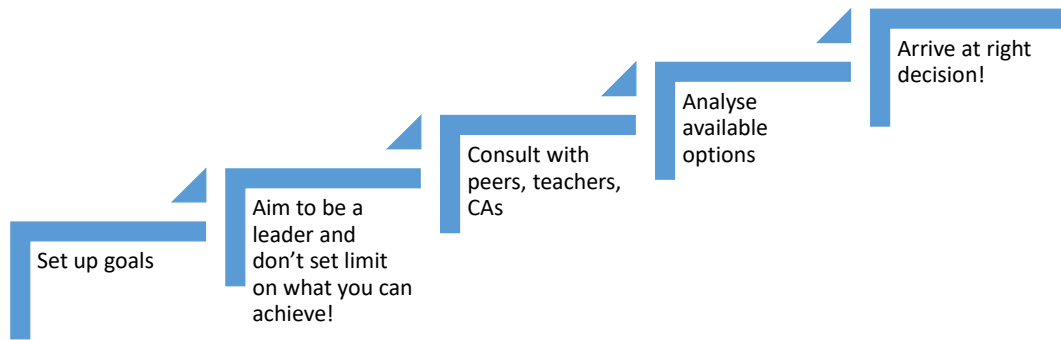 Set up goals
Aim to be a
leader and
don't set limit
on what you can
achieve!
Consult with
peers, teachers,
CAs
Analyse
available
options
Arrive at right
decision!